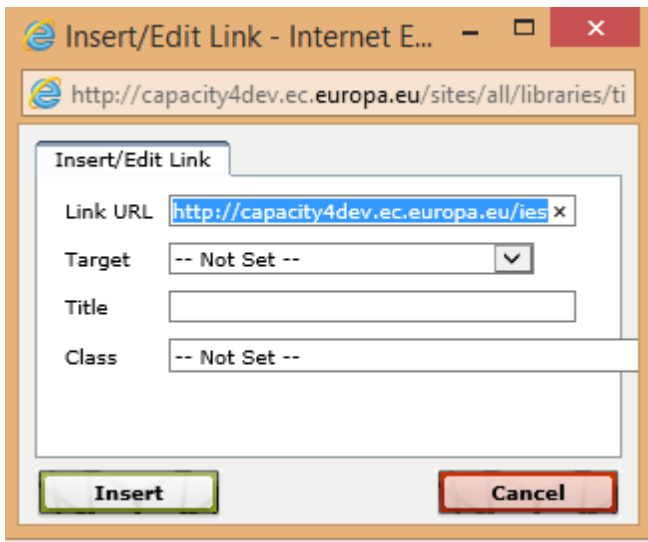 Insert/Edit Link - Internet E...
http://capacity4dev.ec.europa.eu/sites/all/libraries/ti
Insert/Edit Link
Link URL http://capacity4dev.ec.europa.eu/ies ×
Target -- Not Set --
Title
Class -- Not Set --
Insert Cancel